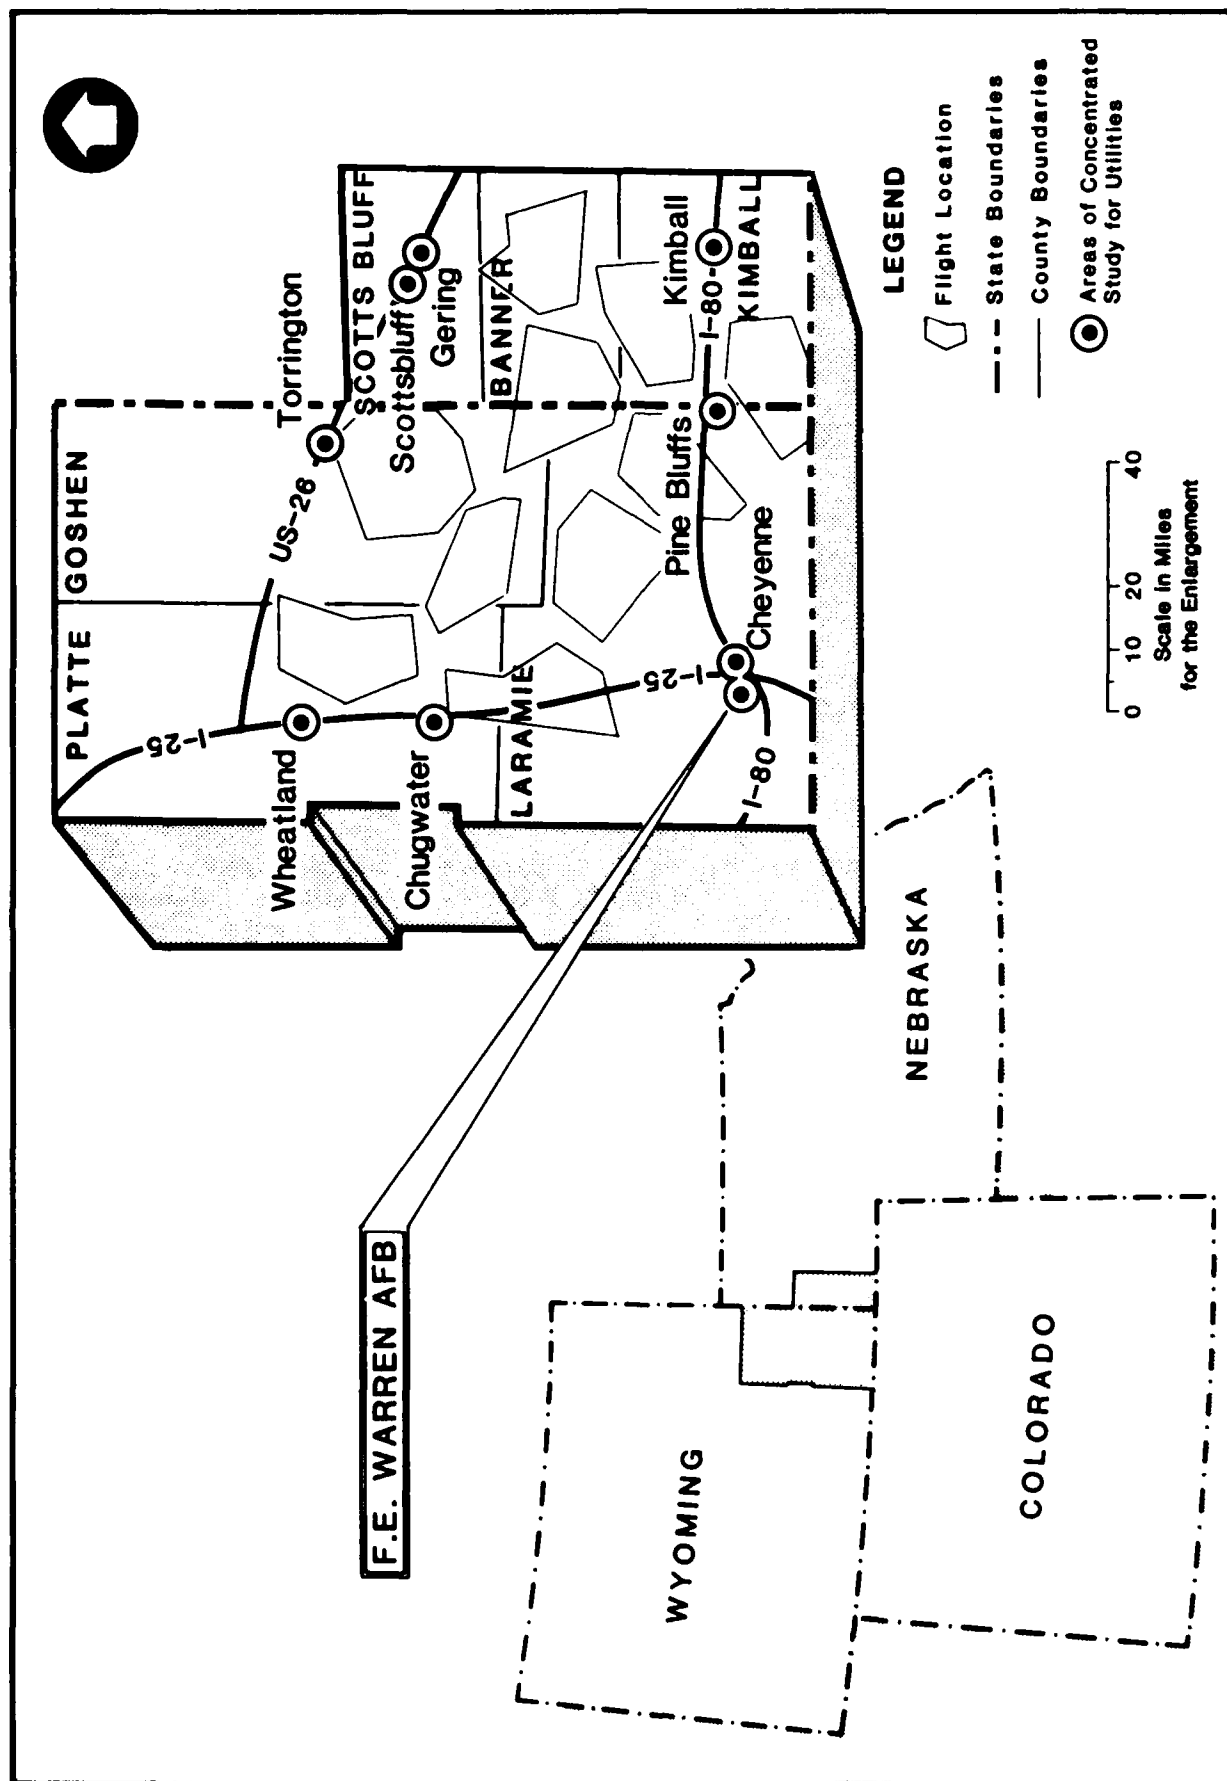 PLATTE
GOSHEN
US-26
Torrington
I-25
Wheatland
SCOTTS BLUFF
Scottsbluff
Gering
Chugwater
BANNER
LARAMIE
I-25
Pine Bluffs
Kimball
I-80
KIMBALL
Cheyenne
I-80
F.E. WARREN AFB
WYOMING
NEBRASKA
COLORADO
LEGEND
Flight Location
State Boundaries
County Boundaries
Areas of Concentrated
Study for Utilities
0 10 20 40
Scale in Miles
for the Enlargement